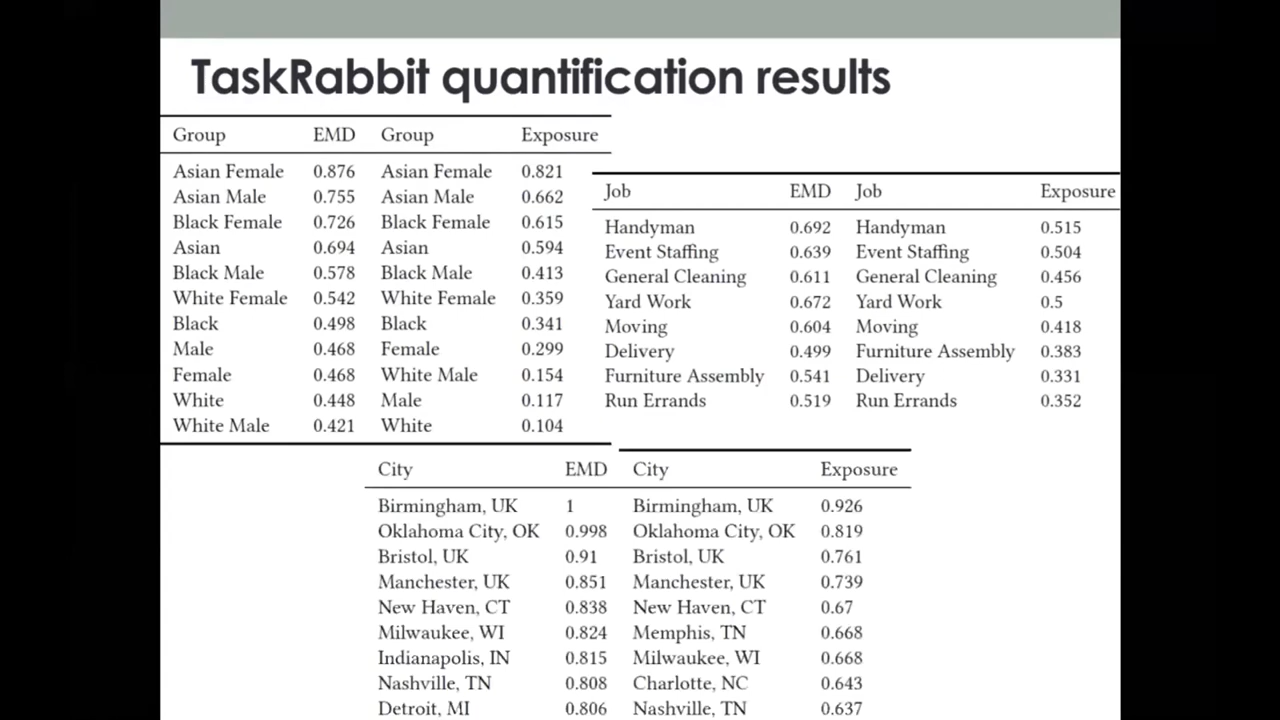 TaskRabbit quantification results
Group EMD Group Exposure
Asian Female 0.876 Asian Female 0.821
Asian Male 0.755 Asian Male 0.662
Black Female 0.726 Black Female 0.615
Asian 0.694 Asian 0.594
Black Male 0.578 Black Male 0.413
White Female 0.542 White Female 0.359
Black 0.498 Black 0.341
Male 0.468 Female 0.299
Female 0.468 White Male 0.154
White 0.448 Male 0.117
White Male 0.421 White 0.104
Job EMD Job Exposure
Handyman 0.692 Handyman 0.515
Event Staffing 0.639 Event Staffing 0.504
General Cleaning 0.611 General Cleaning 0.456
Yard Work 0.672 Yard Work 0.5
Moving 0.604 Moving 0.418
Delivery 0.499 Furniture Assembly 0.383
Furniture Assembly 0.541 Delivery 0.331
Run Errands 0.519 Run Errands 0.352
City EMD City Exposure
Birmingham, UK 1 Birmingham, UK 0.926
Oklahoma City, OK 0.998 Oklahoma City, OK 0.819
Bristol, UK 0.91 Bristol, UK 0.761
Manchester, UK 0.851 Manchester, UK 0.739
New Haven, CT 0.838 New Haven, CT 0.67
Milwaukee, WI 0.824 Memphis, TN 0.668
Indianapolis, IN 0.815 Milwaukee, WI 0.668
Nashville, TN 0.808 Charlotte, NC 0.643
Detroit, MI 0.806 Nashville, TN 0.637